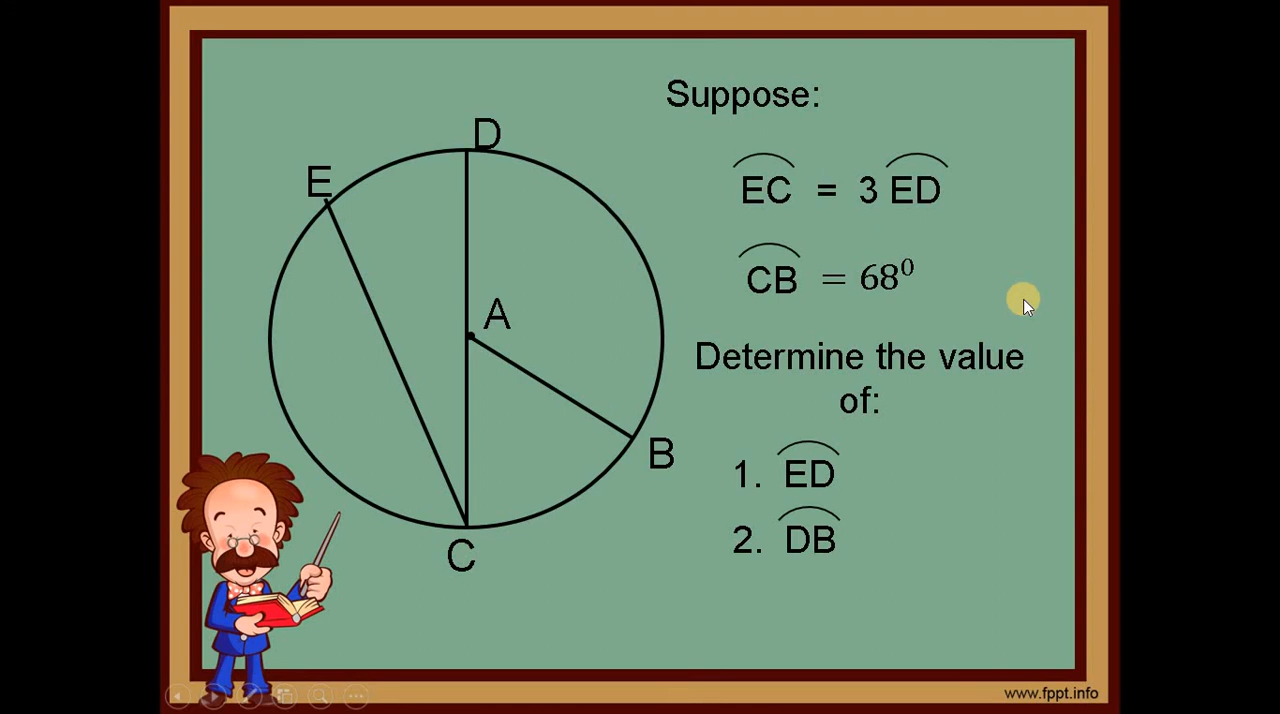 Suppose:
D
E
EC = 3 ED
CB = 68⁰
A
Determine the value
of:
B
1. ED
2. DB
C
www.fppt.info